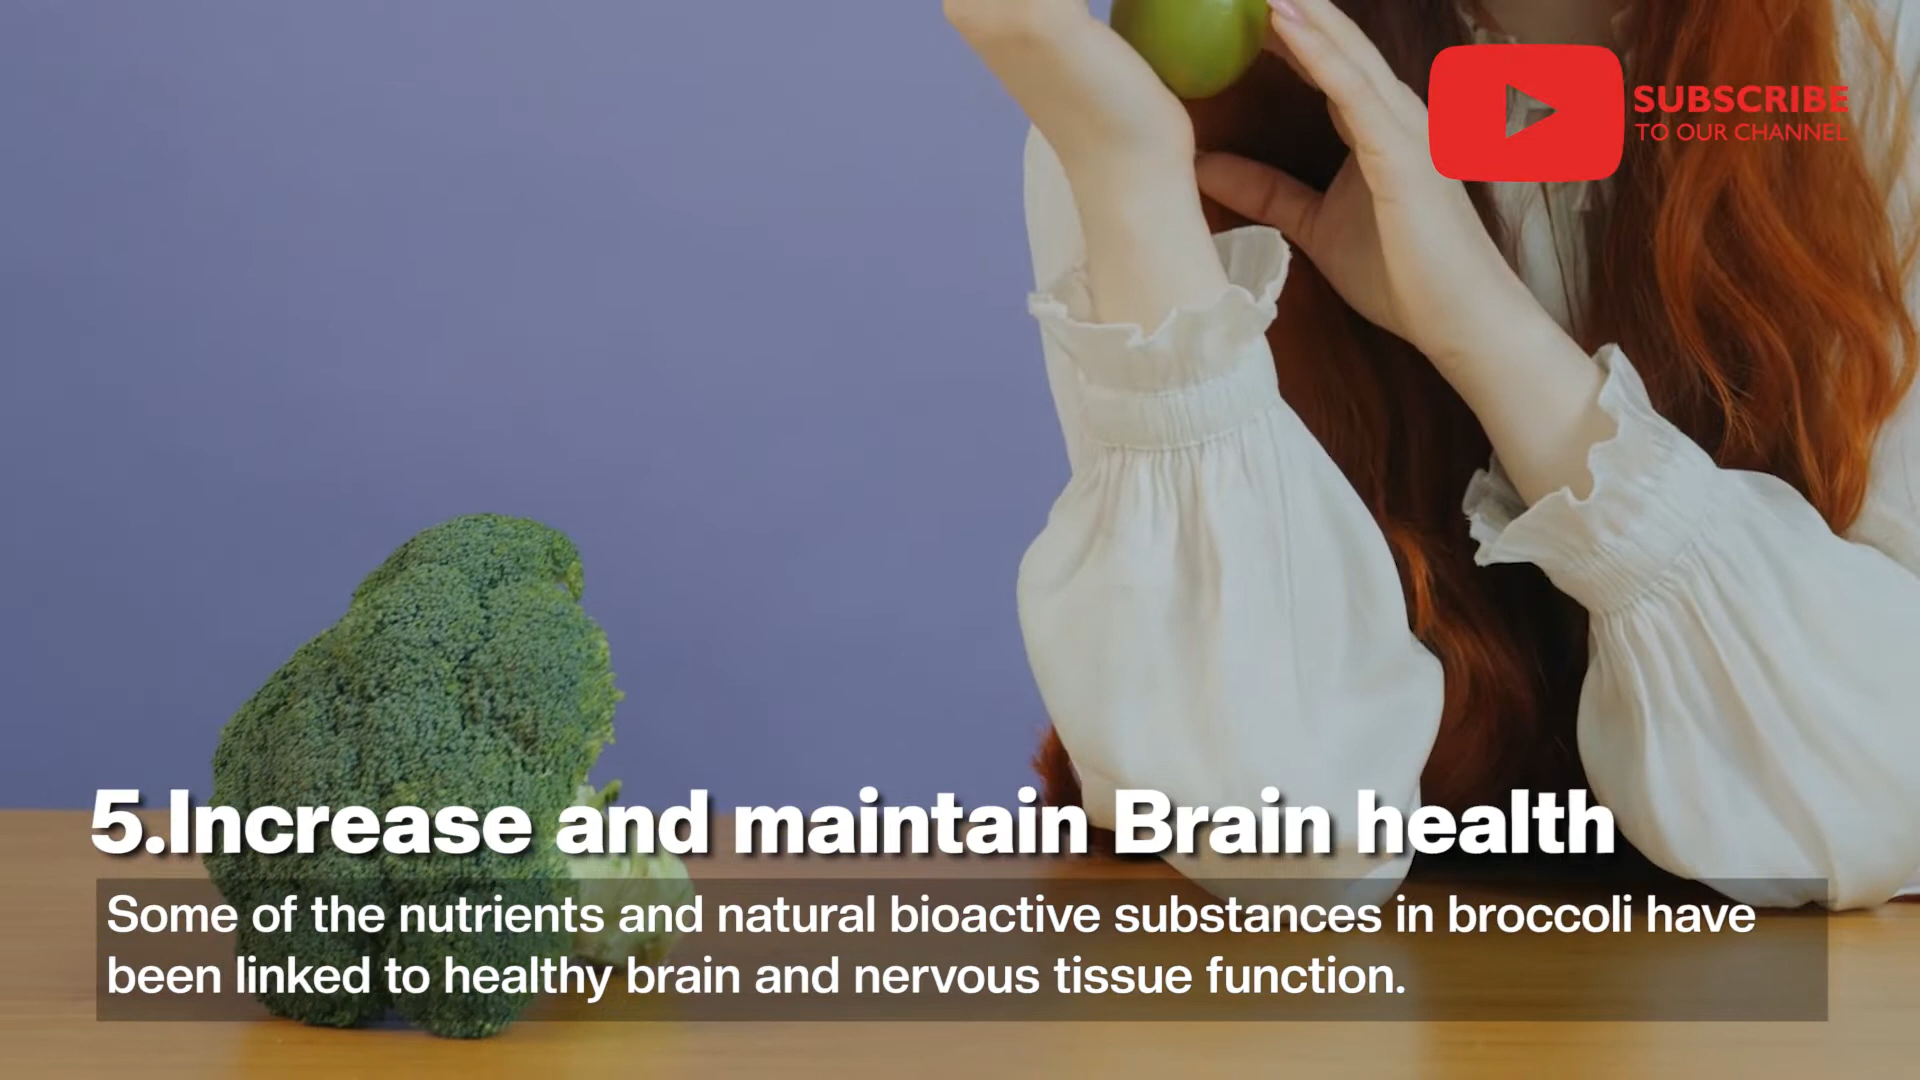 SUBSCRIBE
TO OUR CHANNEL
5.Increase and maintain Brain health
Some of the nutrients and natural bioactive substances in broccoli have
been linked to healthy brain and nervous tissue function.